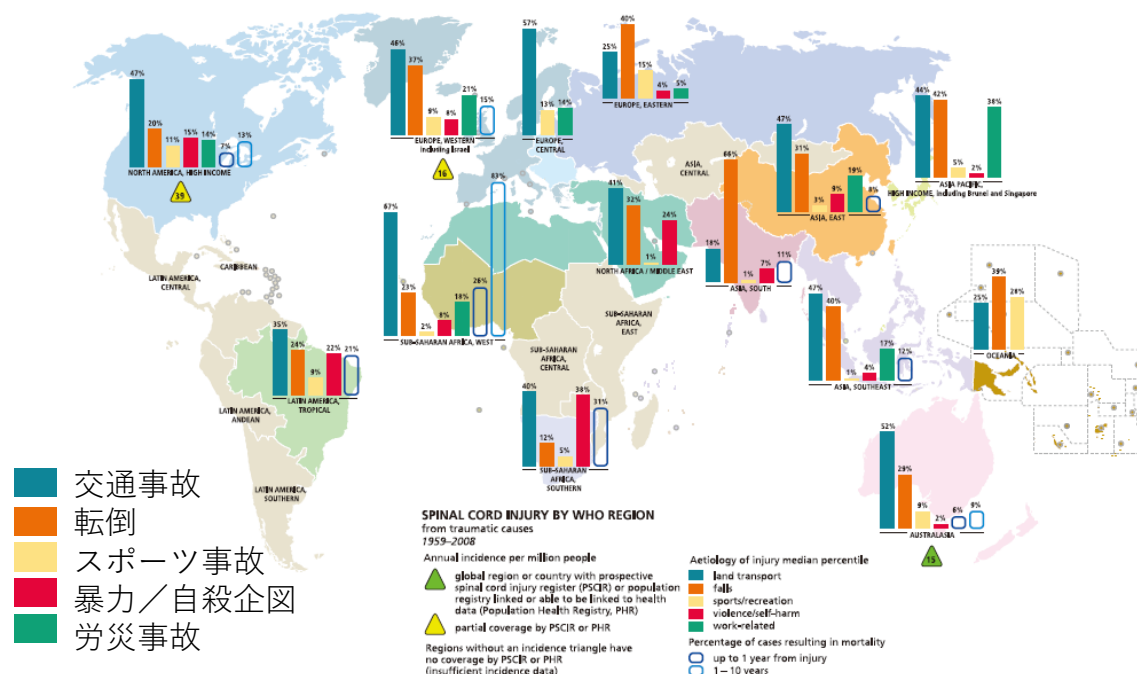 57%
40%
46%
37%
9%
8%
21%
15%
EUROPE, WESTERN
including Israel
16
13%
14%
EUROPE,
CENTRAL
25%
15%
4%
5%
EUROPE, EASTERN
47%
20%
11%
15%
14%
7%
13%
NORTH AMERICA, HIGH INCOME
39
44%
42%
5%
2%
38%
ASIA PACIFIC,
HIGH INCOME, including Brunei and Singapore
47%
31%
3%
9%
19%
8%
ASIA, EAST
ASIA,
CENTRAL
66%
18%
1%
7%
11%
ASIA, SOUTH
41%
32%
1%
24%
NORTH AFRICA / MIDDLE EAST
83%
67%
23%
2%
8%
18%
26%
SUB-SAHARAN AFRICA, WEST
CARIBBEAN
LATIN AMERICA,
CENTRAL
SUB-SAHARAN
AFRICA,
EAST
SUB-SAHARAN
AFRICA,
CENTRAL
35%
24%
9%
22%
21%
LATIN AMERICA,
TROPICAL
LATIN AMERICA,
ANDEAN
LATIN AMERICA,
SOUTHERN
40%
12%
5%
38%
31%
SUB-SAHARAN
AFRICA,
SOUTHERN
47%
40%
1%
4%
17%
12%
ASIA, SOUTHEAST
25%
39%
28%
OCEANIA
52%
29%
9%
2%
6%
9%
AUSTRALASIA
15
交通事故
転倒
スポーツ事故
暴力／自殺企図
労災事故
SPINAL CORD INJURY BY WHO REGION
from traumatic causes
1959–2008
Annual incidence per million people
global region or country with prospective
spinal cord injury register (PSCIR) or population
registry linked or able to be linked to health
data (Population Health Registry, PHR)
partial coverage by PSCIR or PHR
Regions without an incidence triangle have
no coverage by PSCIR or PHR
(insufficient incidence data)
Aetiology of injury median percentile
land transport
falls
sports/recreation
violence/self-harm
work-related
Percentage of cases resulting in mortality
up to 1 year from injury
1–10 years